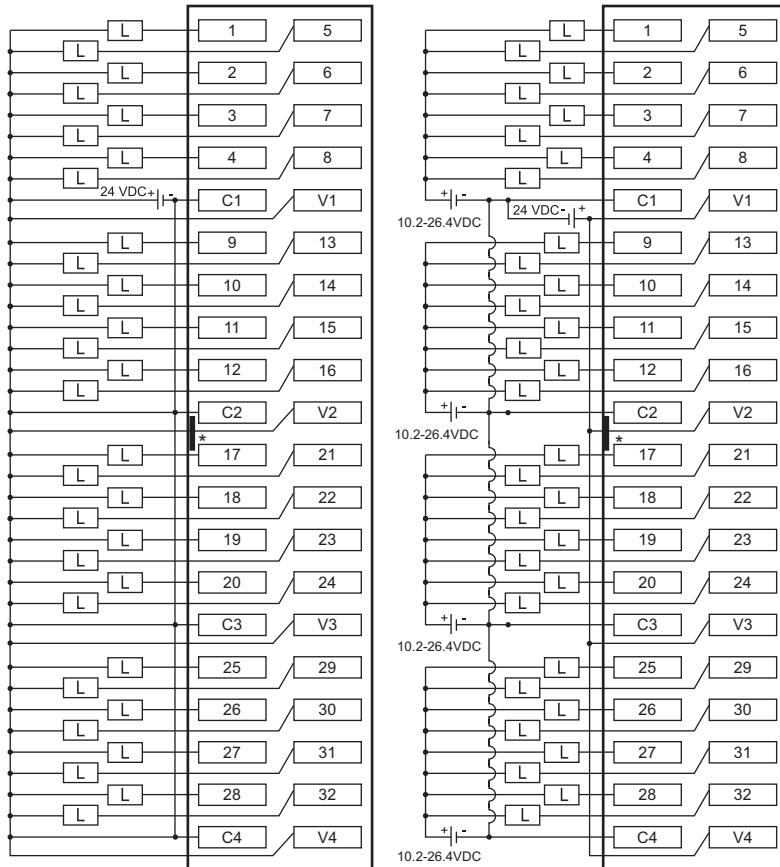 L 1 5
L
L 2 6
L
L 3 7
L
L 4 8
L
24 VDC+ - C1 V1
L 9 13
L
L 10 14
L
L 11 15
L
L 12 16
L
C2 V2
*
L 17 21
L
L 18 22
L
L 19 23
L
L 20 24
L
C3 V3
L 25 29
L
L 26 30
L
L 27 31
L
L 28 32
L
C4 V4
L 1 5
L
L 2 6
L
L 3 7
L
L 4 8
L
+ - C1 V1
24 VDC- +
10.2-26.4VDC
L 9 13
L
L 10 14
L
L 11 15
L
L 12 16
L
+ - C2 V2
10.2-26.4VDC
*
L 17 21
L
L 18 22
L
L 19 23
L
L 20 24
L
+ - C3 V3
10.2-26.4VDC
L 25 29
L
L 26 30
L
L 27 31
L
L 28 32
L
+ - C4 V4
10.2-26.4VDC